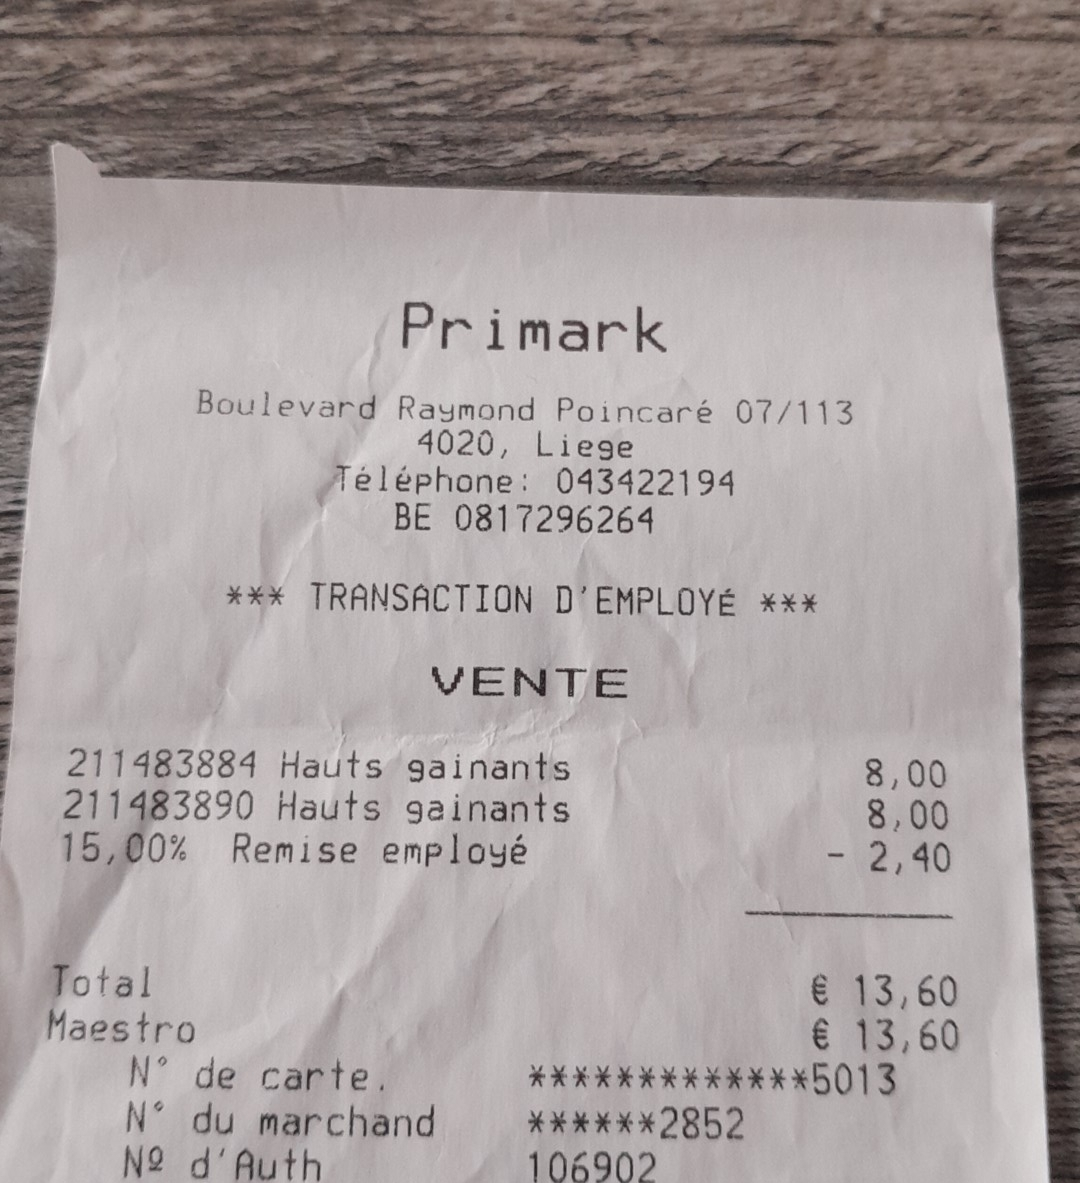 Primark
Boulevard Raymond Poincaré 07/113
4020, Liege
Téléphone: 043422194
BE 0817296264
*** TRANSACTION D'EMPLOYÉ ***
VENTE
211483884 Hauts gainants 8,00
211483890 Hauts gainants 8,00
15,00% Remise employé - 2,40
Total € 13,60
Maestro € 13,60
N° de carte. *************5013
N° du marchand ******2852
Nº d'Auth 106902